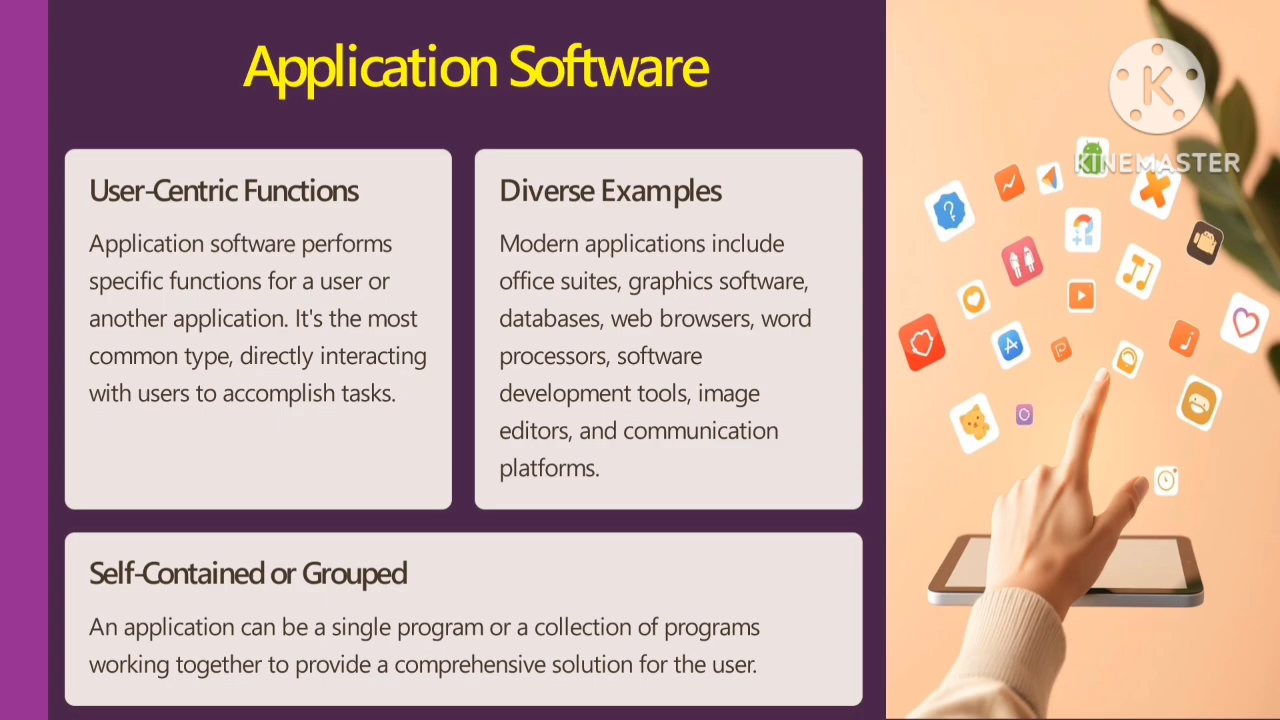 Application Software
User-Centric Functions
Application software performs
specific functions for a user or
another application. It's the most
common type, directly interacting
with users to accomplish tasks.
Diverse Examples
Modern applications include
office suites, graphics software,
databases, web browsers, word
processors, software
development tools, image
editors, and communication
platforms.
Self-Contained or Grouped
An application can be a single program or a collection of programs
working together to provide a comprehensive solution for the user.
K
KINEMASTER